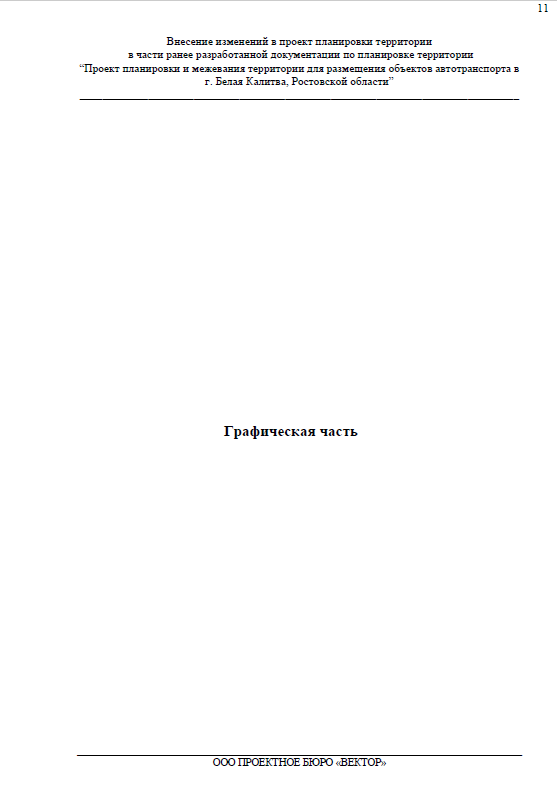 11
Внесение изменений в проект планировки территории
в части ранее разработанной документации по планировке территории
“Проект планировки и межевания территории для размещения объектов автотранспорта в
г. Белая Калитва, Ростовской области”
Графическая часть
ООО ПРОЕКТНОЕ БЮРО «ВЕКТОР»